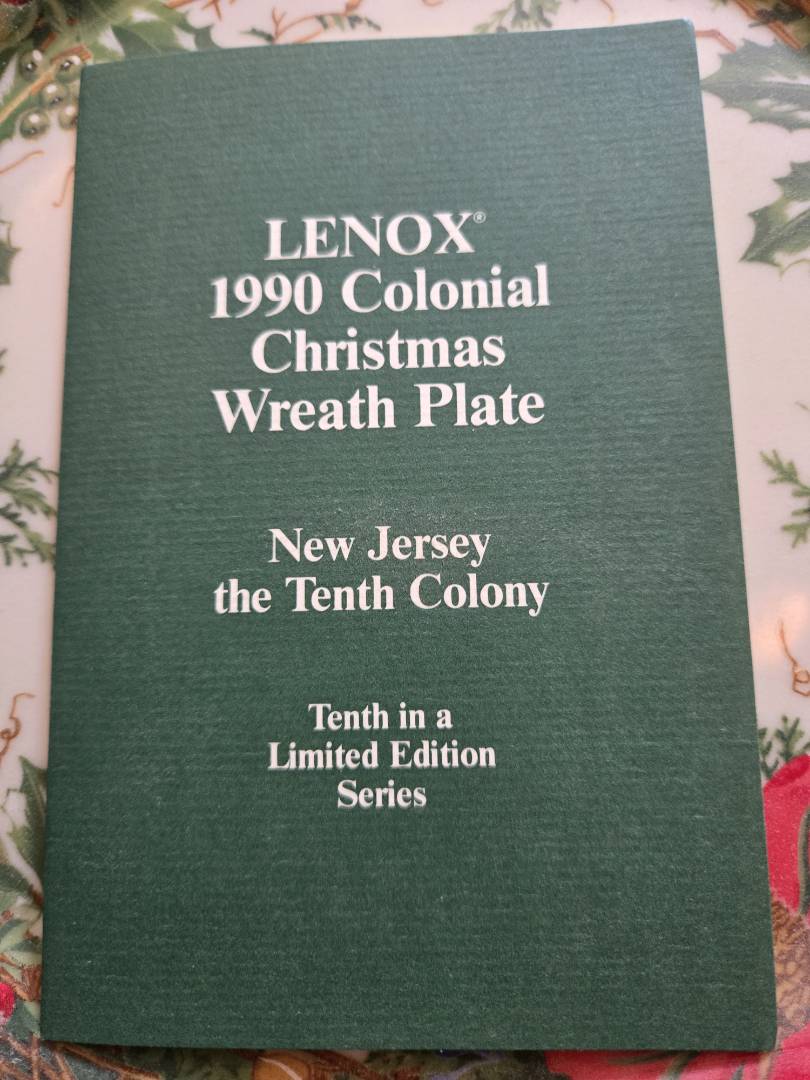 LENOX®
1990 Colonial
Christmas
Wreath Plate
New Jersey
the Tenth Colony
Tenth in a
Limited Edition
Series